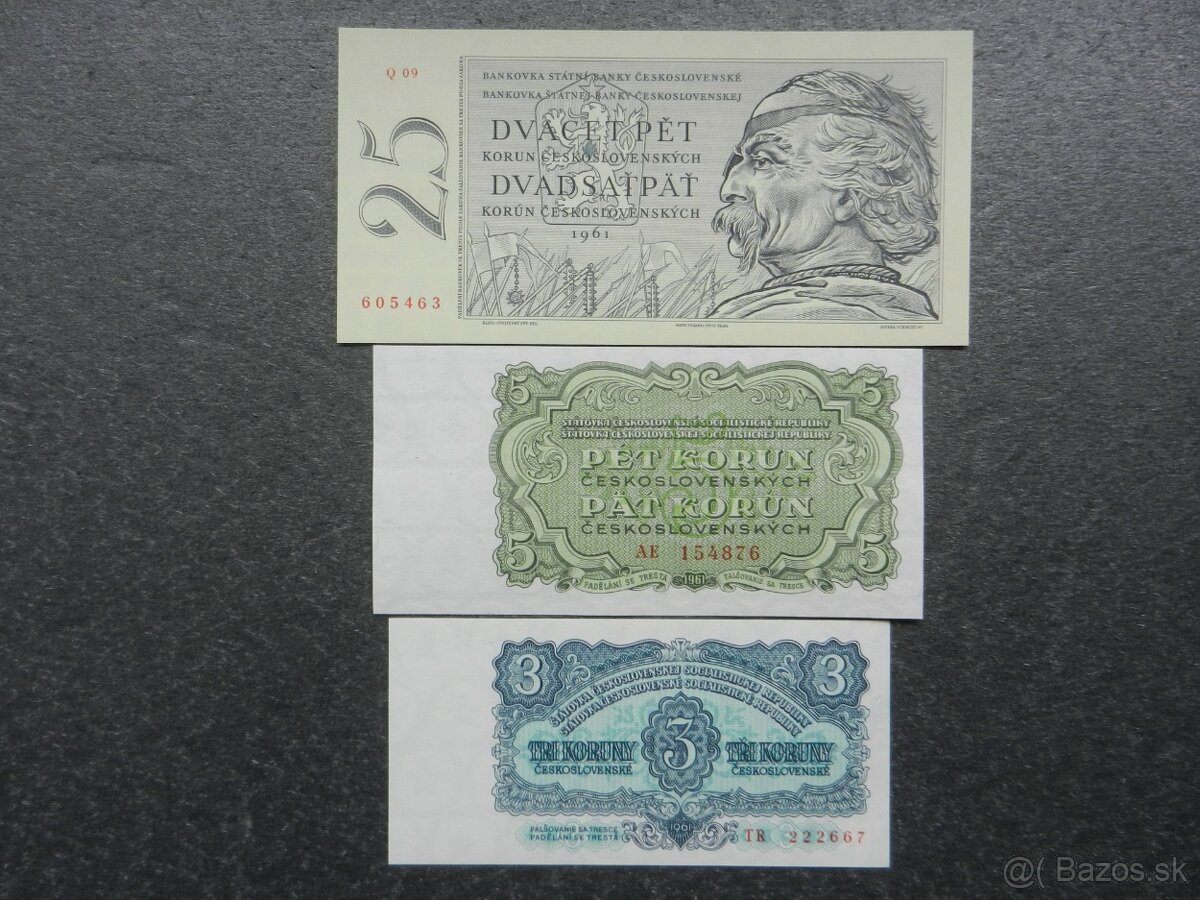 Q 09
BANKOVKA STÁTNÍ BANKY ČESKOSLOVENSKÉ
BANKOVKA ŠTÁTNEJ BANKY ČESKOSLOVENSKEJ
DVACET PĚT
KORUN ČESKOSLOVENSKÝCH
DVADSAŤPÄŤ
KORÚN ČESKOSLOVENSKÝCH
1961
25
605463
5 5
STÁTOVKA ČESKOSLOVENSKÉ SOCIALISTICKÉ REPUBLIKY
ŠTÁTOVKA ČESKOSLOVENSKEJ SOCIALISTICKEJ REPUBLIKY
PĚT KORUN
ČESKOSLOVENSKÝCH
PÄŤ KORÚN
ČESKOSLOVENSKÝCH
AE 154876
5 5
PADĚLÁNÍ SE TRESTÁ 1961 FALŠOVANIE SA TRESCE
3 3
ŠTÁTOVKA ČESKOSLOVENSKEJ SOCIALISTICKEJ REPUBLIKY
STÁTOVKA ČESKOSLOVENSKÉ SOCIALISTICKÉ REPUBLIKY
TRI KORUNY 3 TŘI KORUNY
ČESKOSLOVENSKÉ ČESKOSLOVENSKÉ
FALŠOVANIE SA TRESCE
PADĚLÁNÍ SE TRESTÁ
1961
TR 222667
@( Bazos.sk